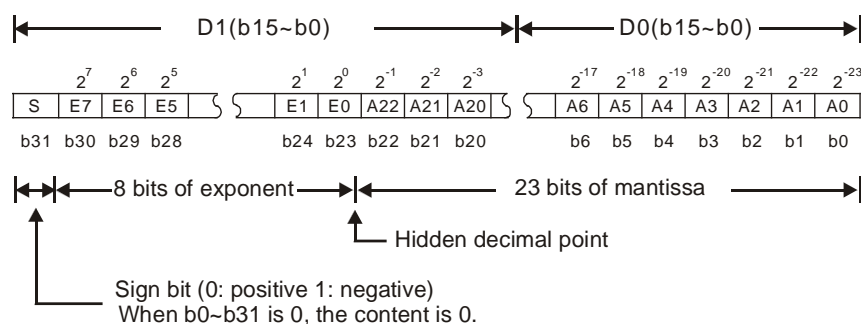 D1(b15~b0) D0(b15~b0)
2^7 2^6 2^5 2^1 2^0 2^-1 2^-2 2^-3 2^-17 2^-18 2^-19 2^-20 2^-21 2^-22 2^-23
S E7 E6 E5 E1 E0 A22 A21 A20 A6 A5 A4 A3 A2 A1 A0
b31 b30 b29 b28 b24 b23 b22 b21 b20 b6 b5 b4 b3 b2 b1 b0
8 bits of exponent 23 bits of mantissa
Hidden decimal point
Sign bit (0: positive 1: negative)
When b0~b31 is 0, the content is 0.